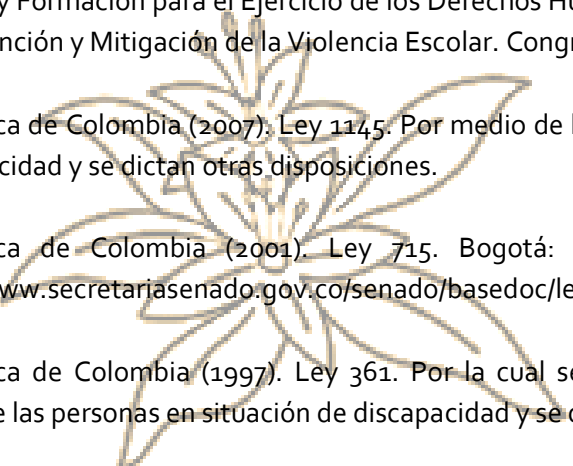 y Formación para el Ejercicio de los Derechos Hu
nción y Mitigación de la Violencia Escolar. Congr
ca de Colombia (2007). Ley 1145. Por medio de l
cidad y se dictan otras disposiciones.
ca de Colombia (2001). Ley 715. Bogotá:
ww.secretariasenado.gov.co/senado/basedoc/le
ca de Colombia (1997). Ley 361. Por la cual se
e las personas en situación de discapacidad y se d